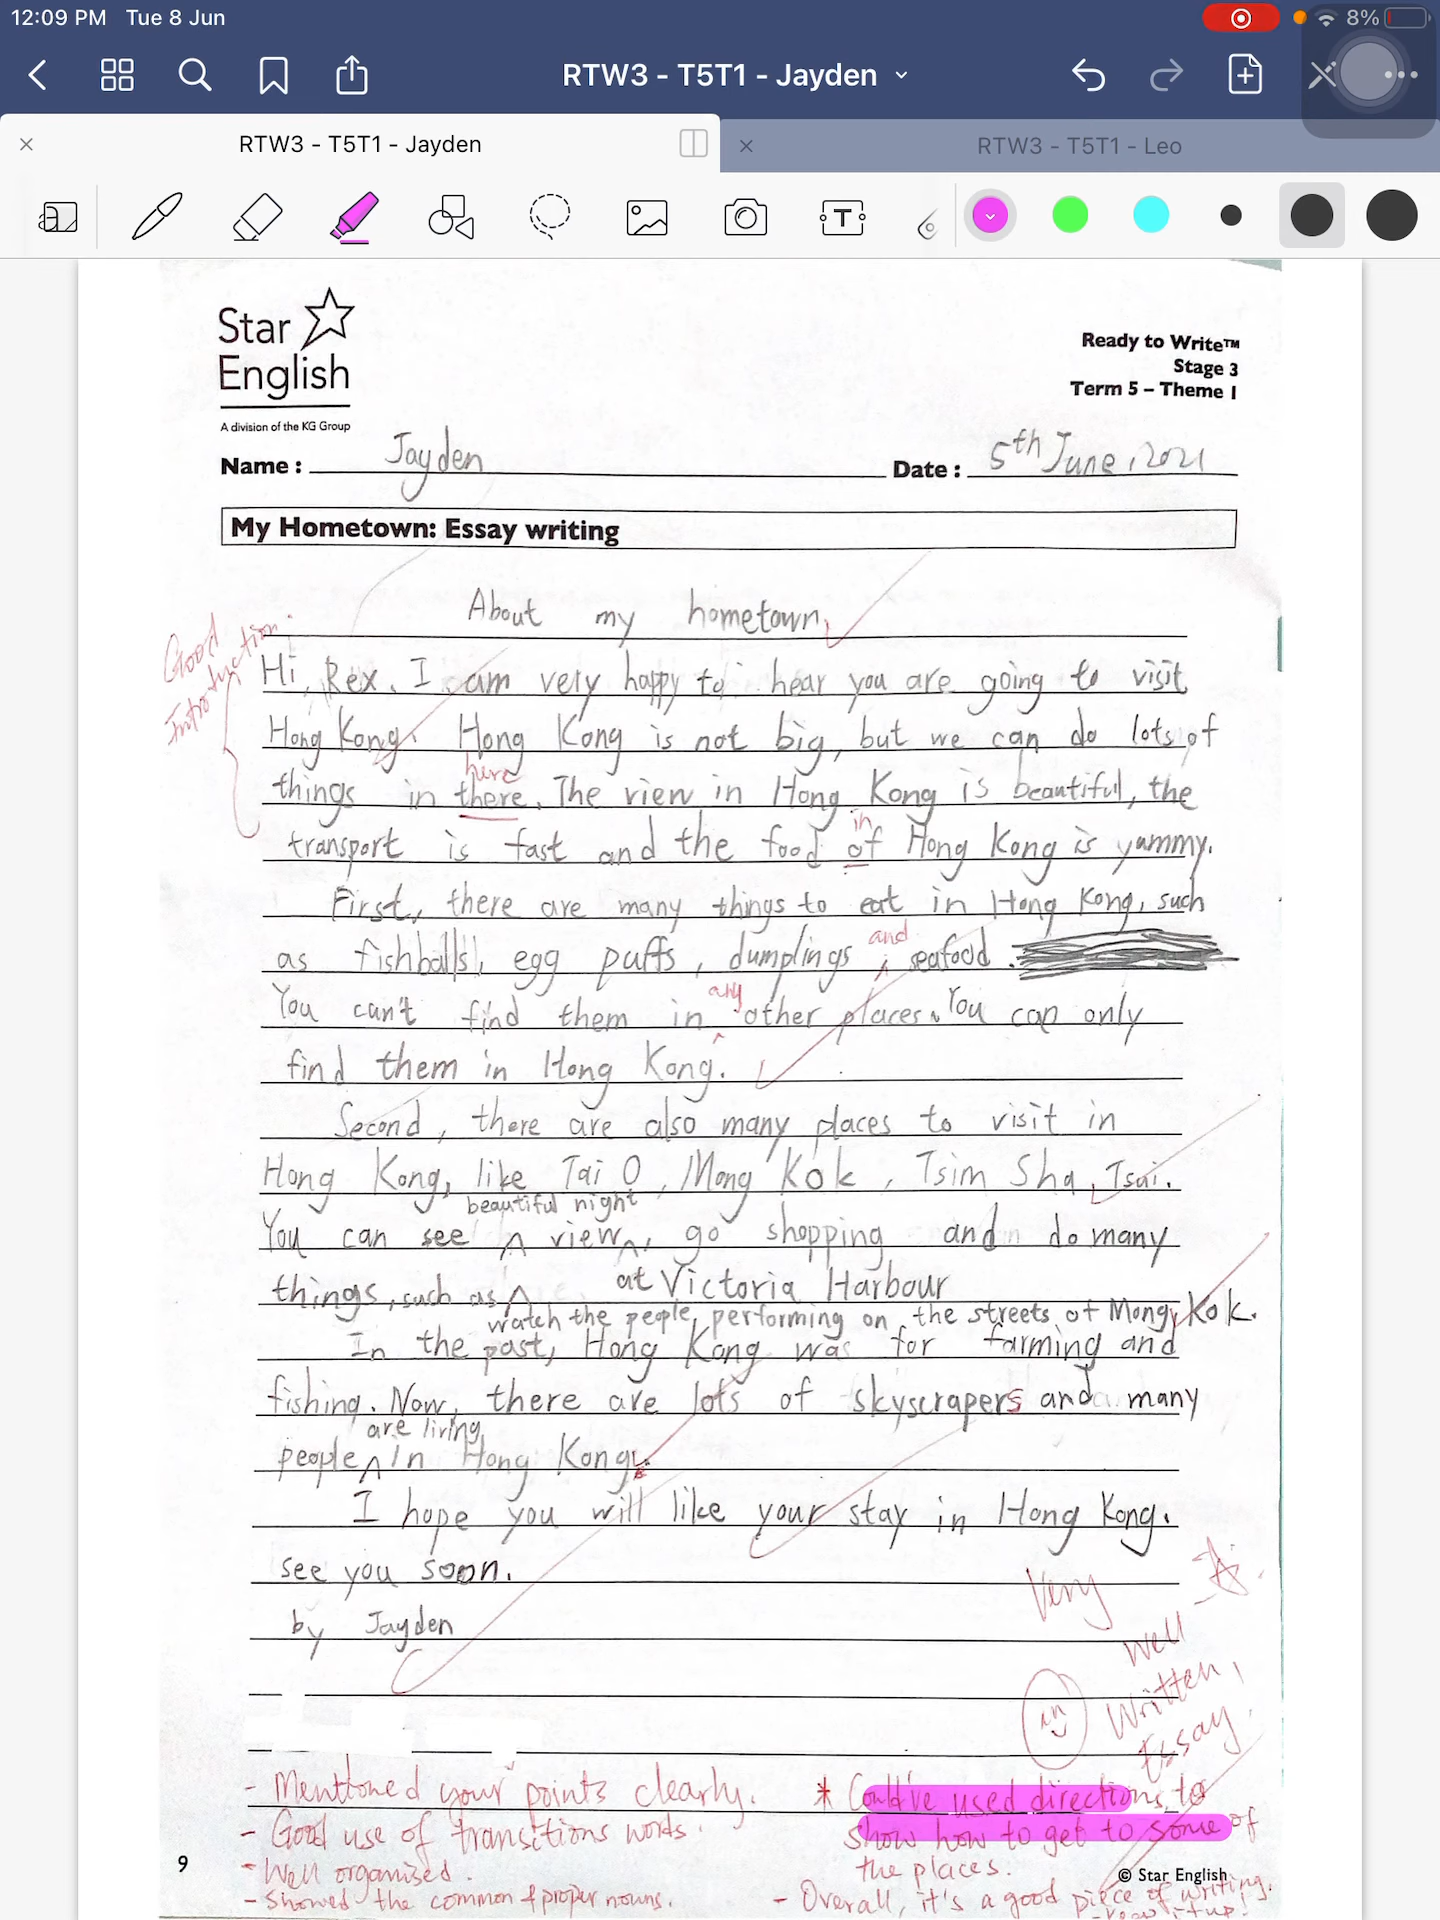 12:09 PM Tue 8 Jun
8%
RTW3 - T5T1 - Jayden
RTW3 - T5T1 - Jayden
RTW3 - T5T1 - Leo
Star
English
A division of the KG Group
Ready to Write™
Stage 3
Term 5 – Theme 1
Name : Jayden
Date : 5th June, 2021
My Hometown: Essay writing
About my hometown
Good
Introduction.
Hi, Rex. I am very happy to hear you are going to visit
Hong Kong. Hong Kong is not big, but we can do lots of
here
things in there. The view in Hong Kong is beautiful, the
in
transport is fast and the food of Hong Kong is yummy.
First, there are many things to eat in Hong Kong, such
and
as fishballs, egg puffs, dumplings seafood.
any
You can't find them in other places. You can only
find them in Hong Kong.
Second, there are also many places to visit in
Hong Kong, like Tai O, Mong Kok, Tsim Sha Tsui.
beautiful night
You can see view, go shopping and do many
things, such as at Victoria Harbour
watch the people performing on the streets of Mong Kok.
In the past, Hong Kong was for farming and
fishing. Now, there are lots of skyscrapers and many
are living
people in Hong Kong.
I hope you will like your stay in Hong Kong.
see you soon.
by Jayden
Very
Well
Written
Essay.
- Mentioned your points clearly.
- Good use of transitions words.
- Well organised.
- Showed the common & proper nouns.
* Could've used directions to
show how to get to some of
the places.
- Overall, it's a good piece of writing.
9
© Star English